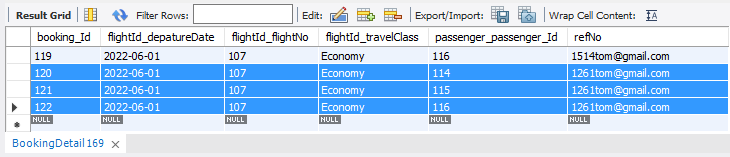 Result Grid Filter Rows: Edit: Export/Import: Wrap Cell Content: IA
booking_Id flightId_depatureDate flightId_flightNo flightId_travelClass passenger_passenger_Id refNo
119 2022-06-01 107 Economy 116 1514tom@gmail.com
120 2022-06-01 107 Economy 114 1261tom@gmail.com
121 2022-06-01 107 Economy 115 1261tom@gmail.com
122 2022-06-01 107 Economy 116 1261tom@gmail.com
NULL NULL NULL NULL NULL NULL
BookingDetail169